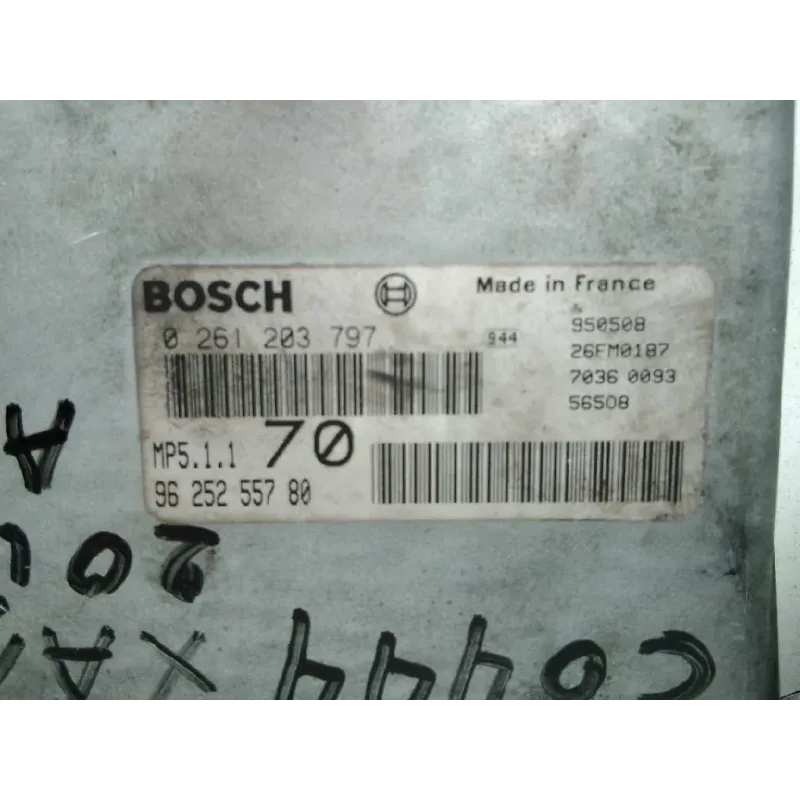 BOSCH
Made in France
0 261 203 797
944
950508
26FM0187
7036 0093
56508
MP5.1.1 70
96 252 557 80